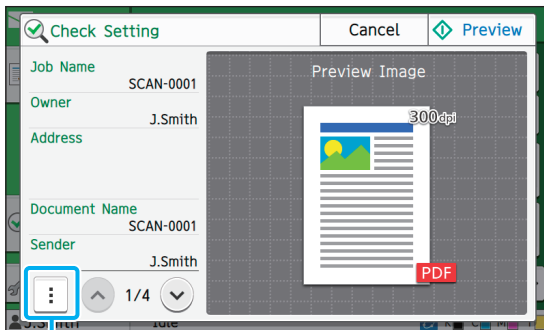 Check Setting
Cancel
Preview
Job Name
SCAN-0001
Owner
J.Smith
Address
Document Name
SCAN-0001
Sender
J.Smith
1/4
Preview Image
300dpi
PDF
J.Smith
Idle
K
C
M